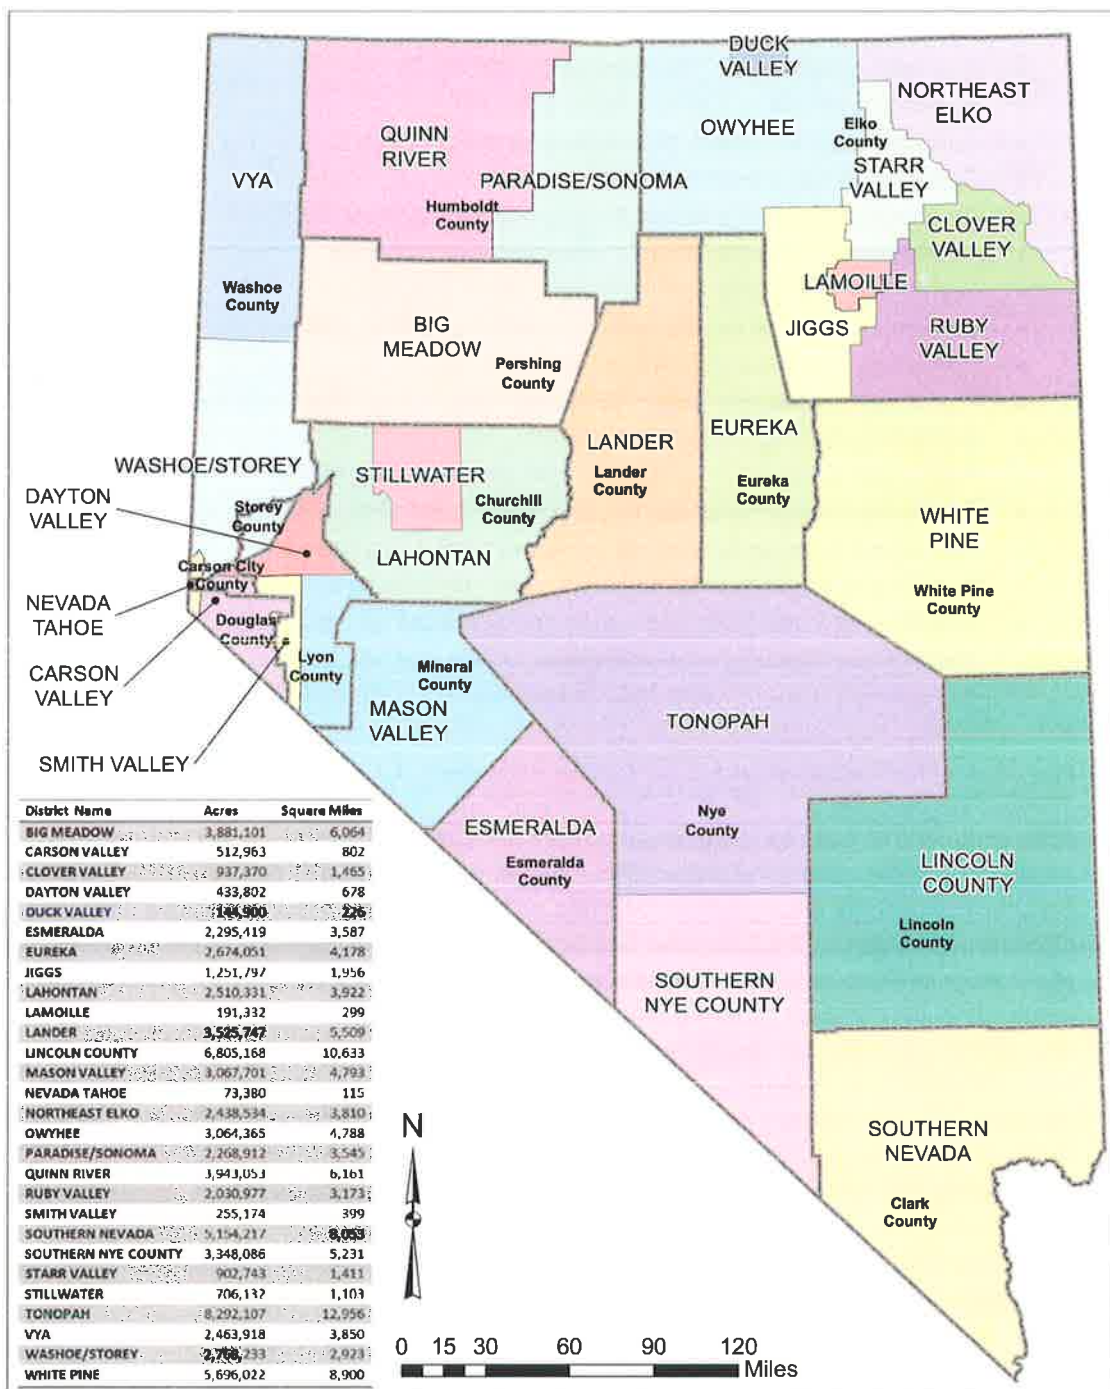 DUCK
VALLEY
NORTHEAST
ELKO
QUINN
RIVER
OWYHEE
Elko
County
STARR
VALLEY
VYA
PARADISE/SONOMA
Humboldt
County
CLOVER
VALLEY
Washoe
County
LAMOILLE
BIG
MEADOW
JIGGS
RUBY
VALLEY
Pershing
County
LANDER
EUREKA
WASHOE/STOREY
STILLWATER
Lander
County
Eureka
County
DAYTON
VALLEY
Storey
County
Churchill
County
WHITE
PINE
LAHONTAN
Carson City
County
White Pine
County
NEVADA
TAHOE
Douglas
County
Lyon
County
Mineral
County
CARSON
VALLEY
MASON
VALLEY
TONOPAH
SMITH VALLEY
Nye
County
ESMERALDA
Esmeralda
County
LINCOLN
COUNTY
Lincoln
County
SOUTHERN
NYE COUNTY
SOUTHERN
NEVADA
Clark
County
District Name Acres Square Miles
BIG MEADOW 3,881,101 6,064
CARSON VALLEY 512,963 802
CLOVER VALLEY 937,370 1,465
DAYTON VALLEY 433,802 678
DUCK VALLEY 144,900 226
ESMERALDA 2,295,419 3,587
EUREKA 2,674,051 4,178
JIGGS 1,251,797 1,956
LAHONTAN 2,510,331 3,922
LAMOILLE 191,332 299
LANDER 3,525,747 5,509
LINCOLN COUNTY 6,805,168 10,633
MASON VALLEY 3,067,701 4,793
NEVADA TAHOE 73,380 115
NORTHEAST ELKO 2,438,534 3,810
OWYHEE 3,064,365 4,788
PARADISE/SONOMA 2,268,912 3,545
QUINN RIVER 3,943,053 6,161
RUBY VALLEY 2,030,977 3,173
SMITH VALLEY 255,174 399
SOUTHERN NEVADA 5,154,217 8,053
SOUTHERN NYE COUNTY 3,348,086 5,231
STARR VALLEY 902,743 1,411
STILLWATER 706,132 1,103
TONOPAH 8,292,107 12,956
VYA 2,463,918 3,850
WASHOE/STOREY 2,923
WHITE PINE 5,696,022 8,900
N
0 15 30 60 90 120
Miles